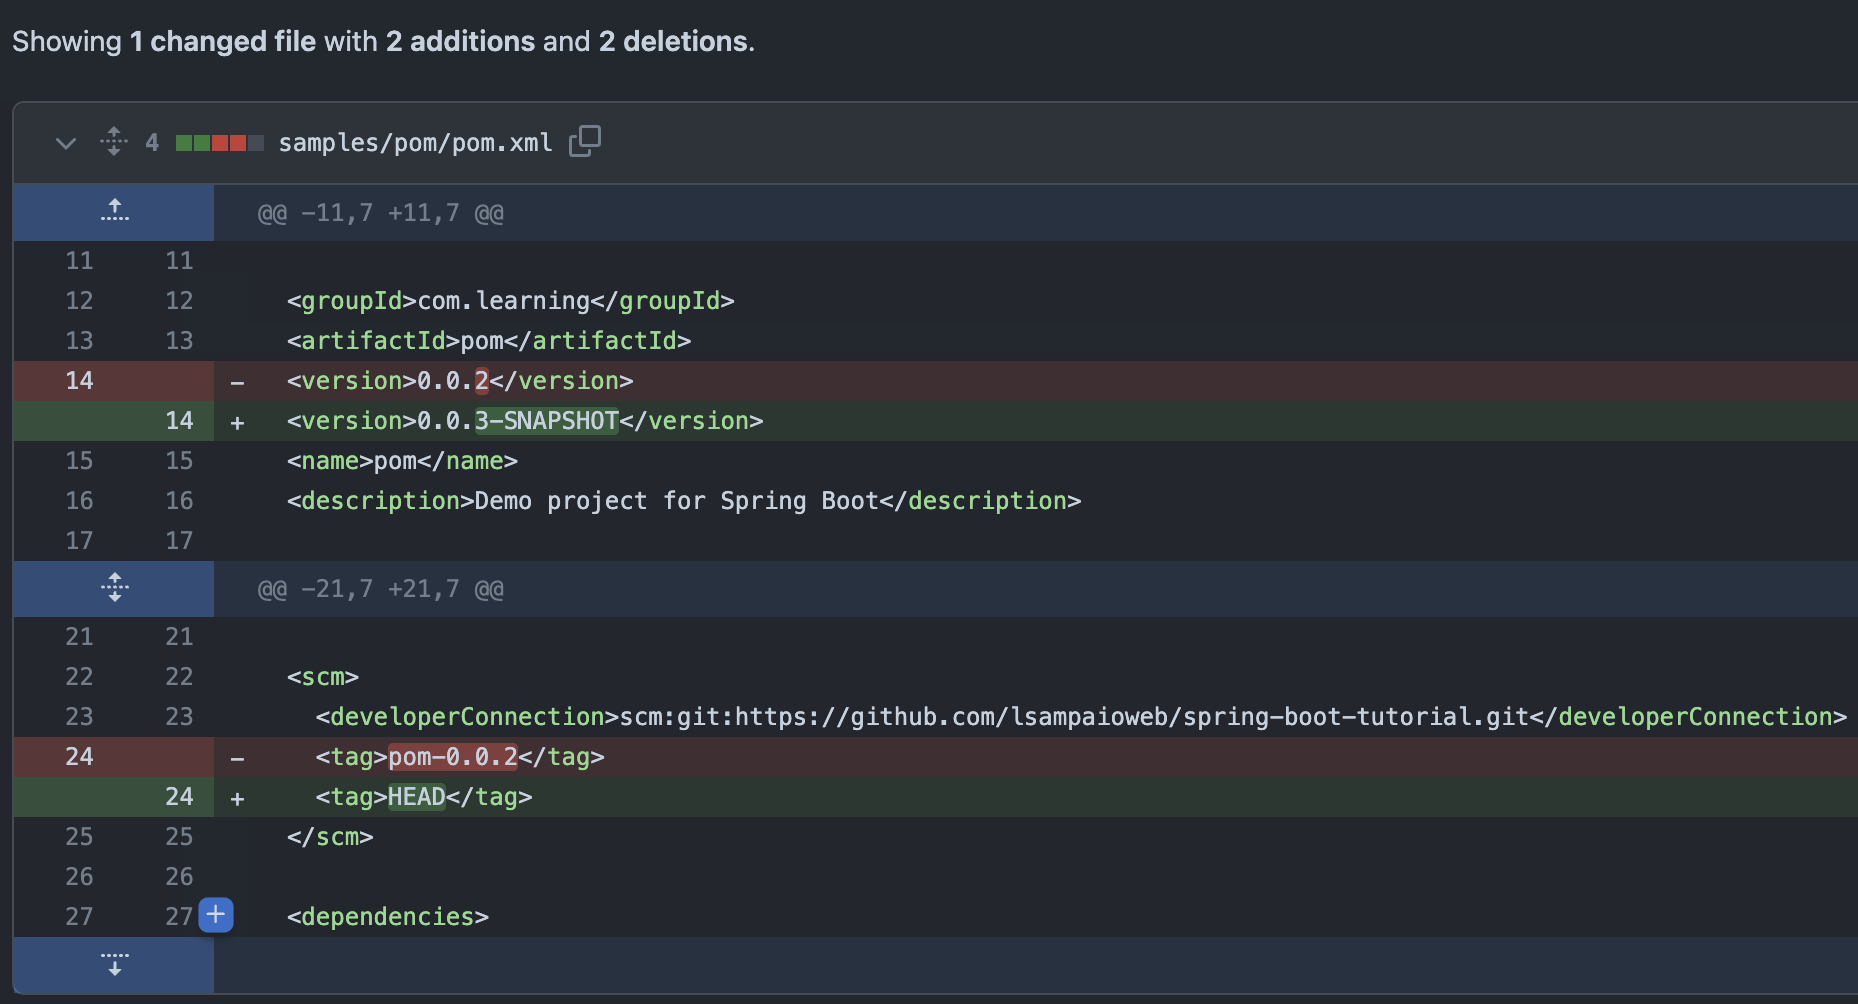 Showing 1 changed file with 2 additions and 2 deletions.
4 samples/pom/pom.xml
@@ -11,7 +11,7 @@
11 11
12 12 <groupId>com.learning</groupId>
13 13 <artifactId>pom</artifactId>
14 - <version>0.0.2</version>
14 + <version>0.0.3-SNAPSHOT</version>
15 15 <name>pom</name>
16 16 <description>Demo project for Spring Boot</description>
17 17
@@ -21,7 +21,7 @@
21 21
22 22 <scm>
23 23 <developerConnection>scm:git:https://github.com/lsampaioweb/spring-boot-tutorial.git</developerConnection>
24 - <tag>pom-0.0.2</tag>
24 + <tag>HEAD</tag>
25 25 </scm>
26 26
27 27 <dependencies>